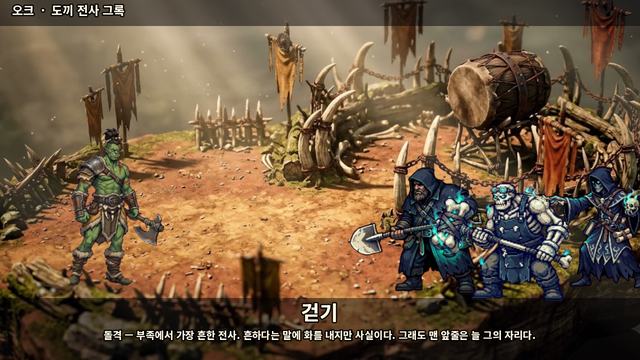 오크 · 도끼 전사 그록
걷기
돌격 — 부족에서 가장 흔한 전사. 흔하다는 말에 화를 내지만 사실이다. 그래도 맨 앞줄은 늘 그의 자리다.